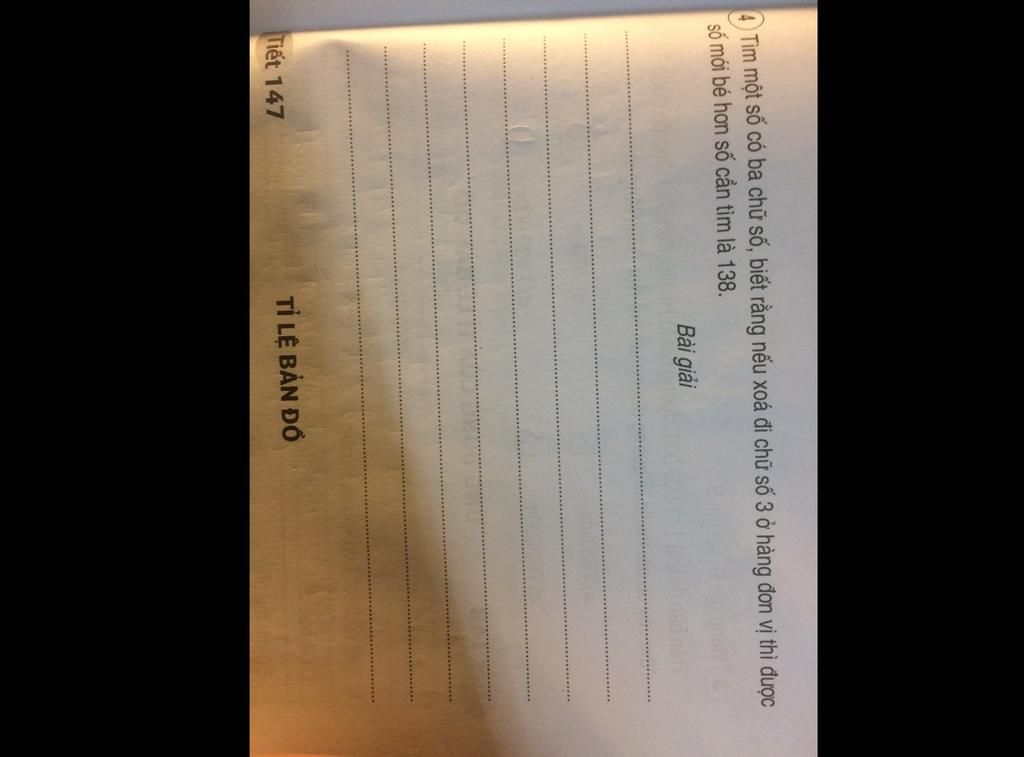 4 Tìm một số có ba chữ số, biết rằng nếu xoá đi chữ số 3 ở hàng đơn vị thì được
số mới bé hơn số cần tìm là 138.
Bài giải
Tiết 147
TỈ LỆ BẢN ĐỒ